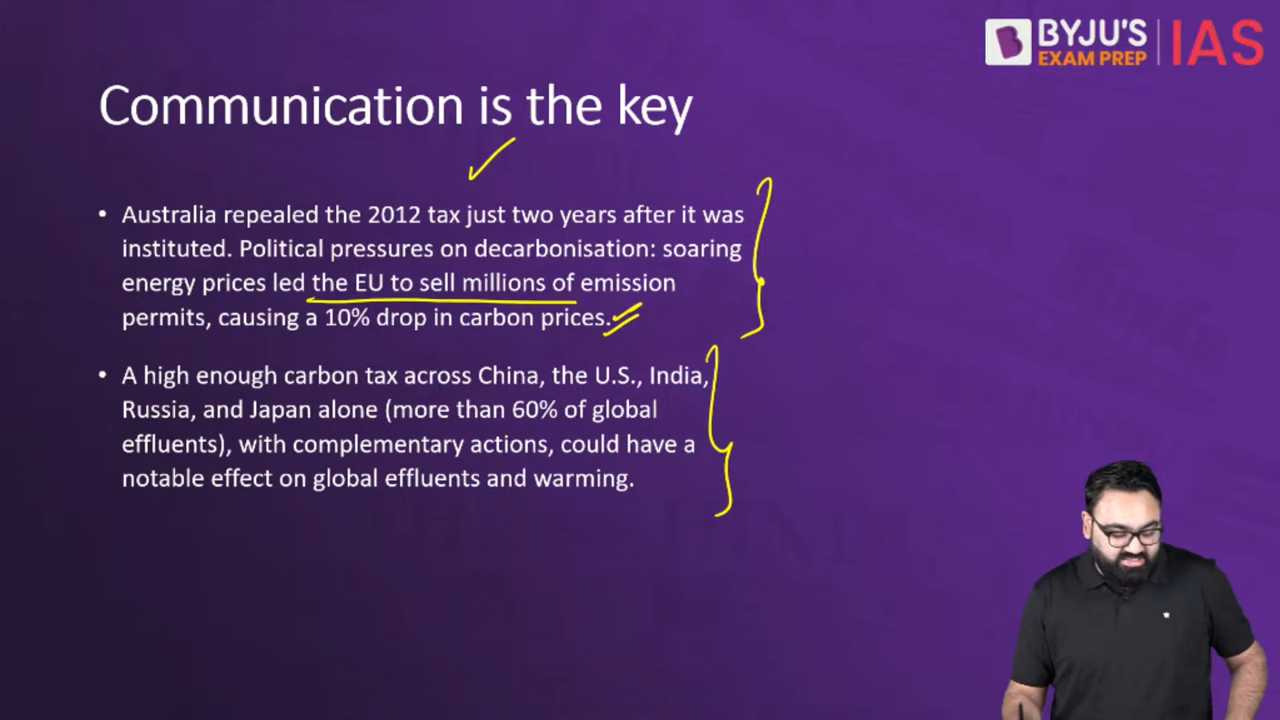 BYJU'S
EXAM PREP
IAS
Communication is the key
• Australia repealed the 2012 tax just two years after it was
instituted. Political pressures on decarbonisation: soaring
energy prices led the EU to sell millions of emission
permits, causing a 10% drop in carbon prices.
• A high enough carbon tax across China, the U.S., India,
Russia, and Japan alone (more than 60% of global
effluents), with complementary actions, could have a
notable effect on global effluents and warming.